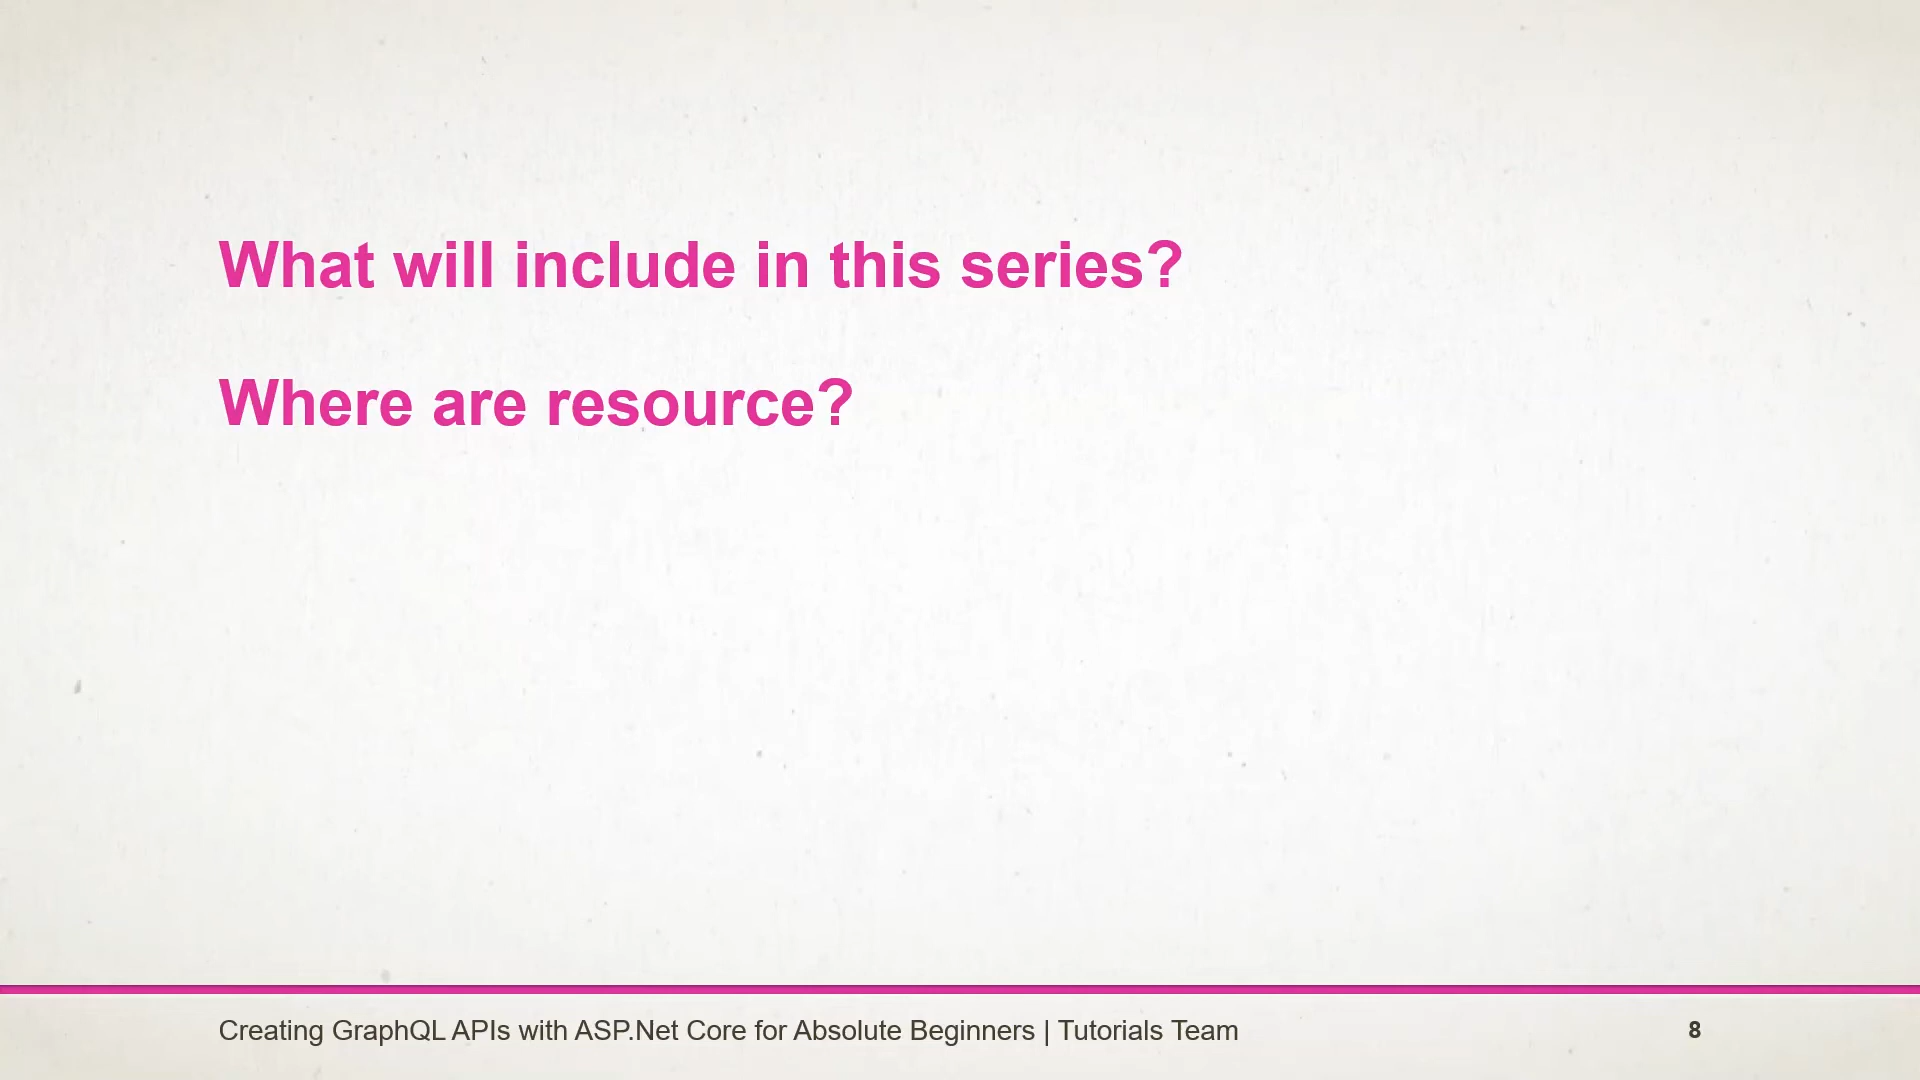 What will include in this series?
Where are resource?
Creating GraphQL APIs with ASP.Net Core for Absolute Beginners | Tutorials Team
8